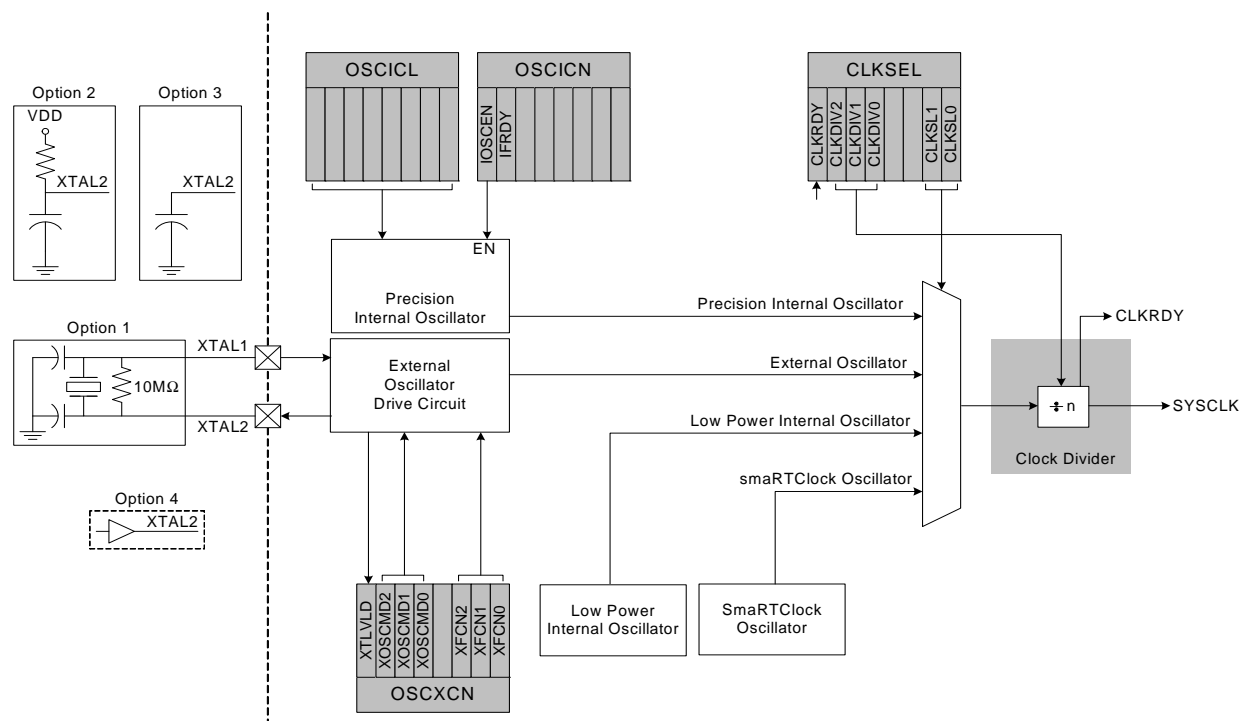 OSCICL
OSCICN
CLKSEL
IOSCEN
IFRDY
CLKRDY
CLKDIV2
CLKDIV1
CLKDIV0
CLKSL1
CLKSL0
Option 2
VDD
XTAL2
Option 3
XTAL2
EN
Precision
Internal Oscillator
Precision Internal Oscillator
CLKRDY
Option 1
10MΩ
XTAL1
XTAL2
External
Oscillator
Drive Circuit
External Oscillator
÷ n
SYSCLK
Clock Divider
Low Power Internal Oscillator
smaRTClock Oscillator
Option 4
XTAL2
XTLVLD
XOSCMD2
XOSCMD1
XOSCMD0
XFCN2
XFCN1
XFCN0
OSCXCN
Low Power
Internal Oscillator
SmaRTClock
Oscillator